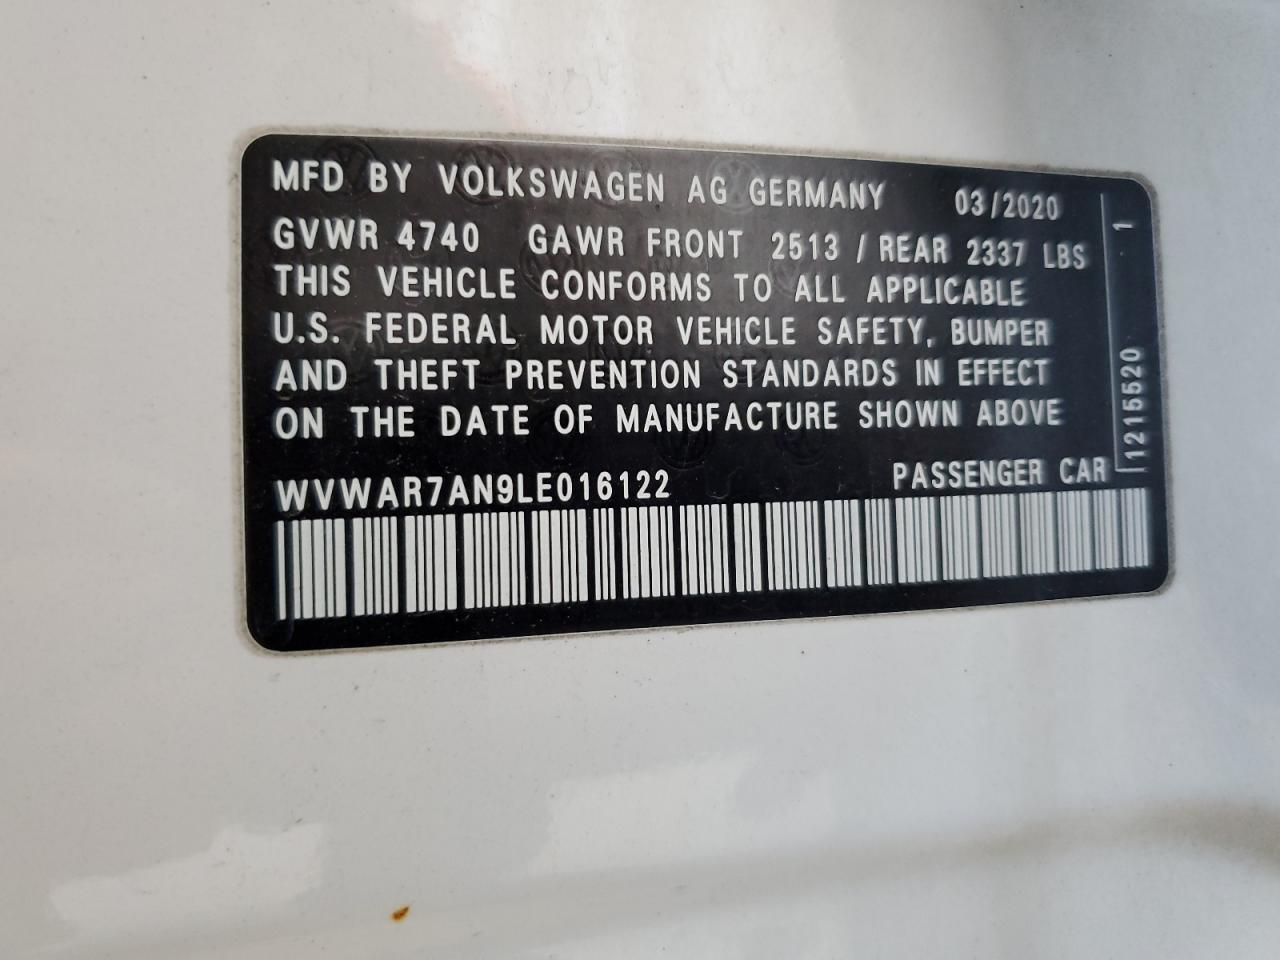 MFD BY VOLKSWAGEN AG GERMANY 03/2020
GVWR 4740 GAWR FRONT 2513 / REAR 2337 LBS
THIS VEHICLE CONFORMS TO ALL APPLICABLE
U.S. FEDERAL MOTOR VEHICLE SAFETY, BUMPER
AND THEFT PREVENTION STANDARDS IN EFFECT
ON THE DATE OF MANUFACTURE SHOWN ABOVE
WVWAR7AN9LE016122 PASSENGER CAR
1215520 1